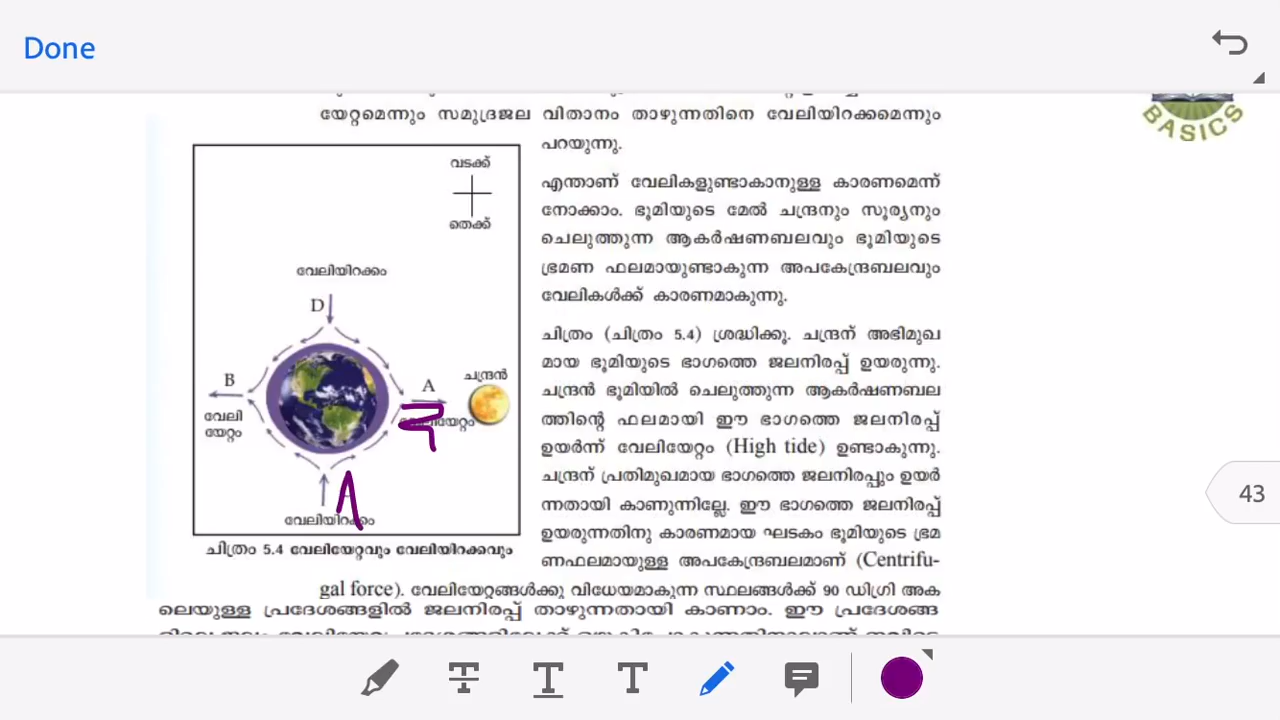 Done
BASICS
യേറ്റമെന്നും സമുദ്രജല വിതാനം താഴുന്നതിനെ വേലിയിറക്കമെന്നും
പറയുന്നു.
വടക്ക്
തെക്ക്
വേലിയിറക്കം
D
B
A
ചന്ദ്രൻ
വേലി
യേറ്റം
വേലിയിറക്കം
ചിത്രം 5.4 വേലിയേറ്റവും വേലിയിറക്കവും
എന്താണ് വേലികളുണ്ടാകാനുള്ള കാരണമെന്ന്
നോക്കാം. ഭൂമിയുടെ മേൽ ചന്ദ്രനും സൂര്യനും
ചെലുത്തുന്ന ആകർഷണബലവും ഭൂമിയുടെ
ഭ്രമണ ഫലമായുണ്ടാകുന്ന അപകേന്ദ്രബലവും
വേലികൾക്ക് കാരണമാകുന്നു.
ചിത്രം (ചിത്രം 5.4) ശ്രദ്ധിക്കൂ. ചന്ദ്രന് അഭിമുഖ
മായ ഭൂമിയുടെ ഭാഗത്തെ ജലനിരപ്പ് ഉയരുന്നു.
ചന്ദ്രൻ ഭൂമിയിൽ ചെലുത്തുന്ന ആകർഷണബല
ത്തിന്റെ ഫലമായി ഈ ഭാഗത്തെ ജലനിരപ്പ്
ഉയർന്ന് വേലിയേറ്റം (High tide) ഉണ്ടാകുന്നു.
ചന്ദ്രന് പ്രതിമുഖമായ ഭാഗത്തെ ജലനിരപ്പും ഉയർ
ന്നതായി കാണുന്നില്ലേ. ഈ ഭാഗത്തെ ജലനിരപ്പ്
ഉയരുന്നതിനു കാരണമായ ഘടകം ഭൂമിയുടെ ഭ്രമ
ണഫലമായുള്ള അപകേന്ദ്രബലമാണ് (Centrifu-
gal force). വേലിയേറ്റങ്ങൾക്കു വിധേയമാകുന്ന സ്ഥലങ്ങൾക്ക് 90 ഡിഗ്രി അക
ലെയുള്ള പ്രദേശങ്ങളിൽ ജലനിരപ്പ് താഴുന്നതായി കാണാം. ഈ പ്രദേശങ്ങ
43